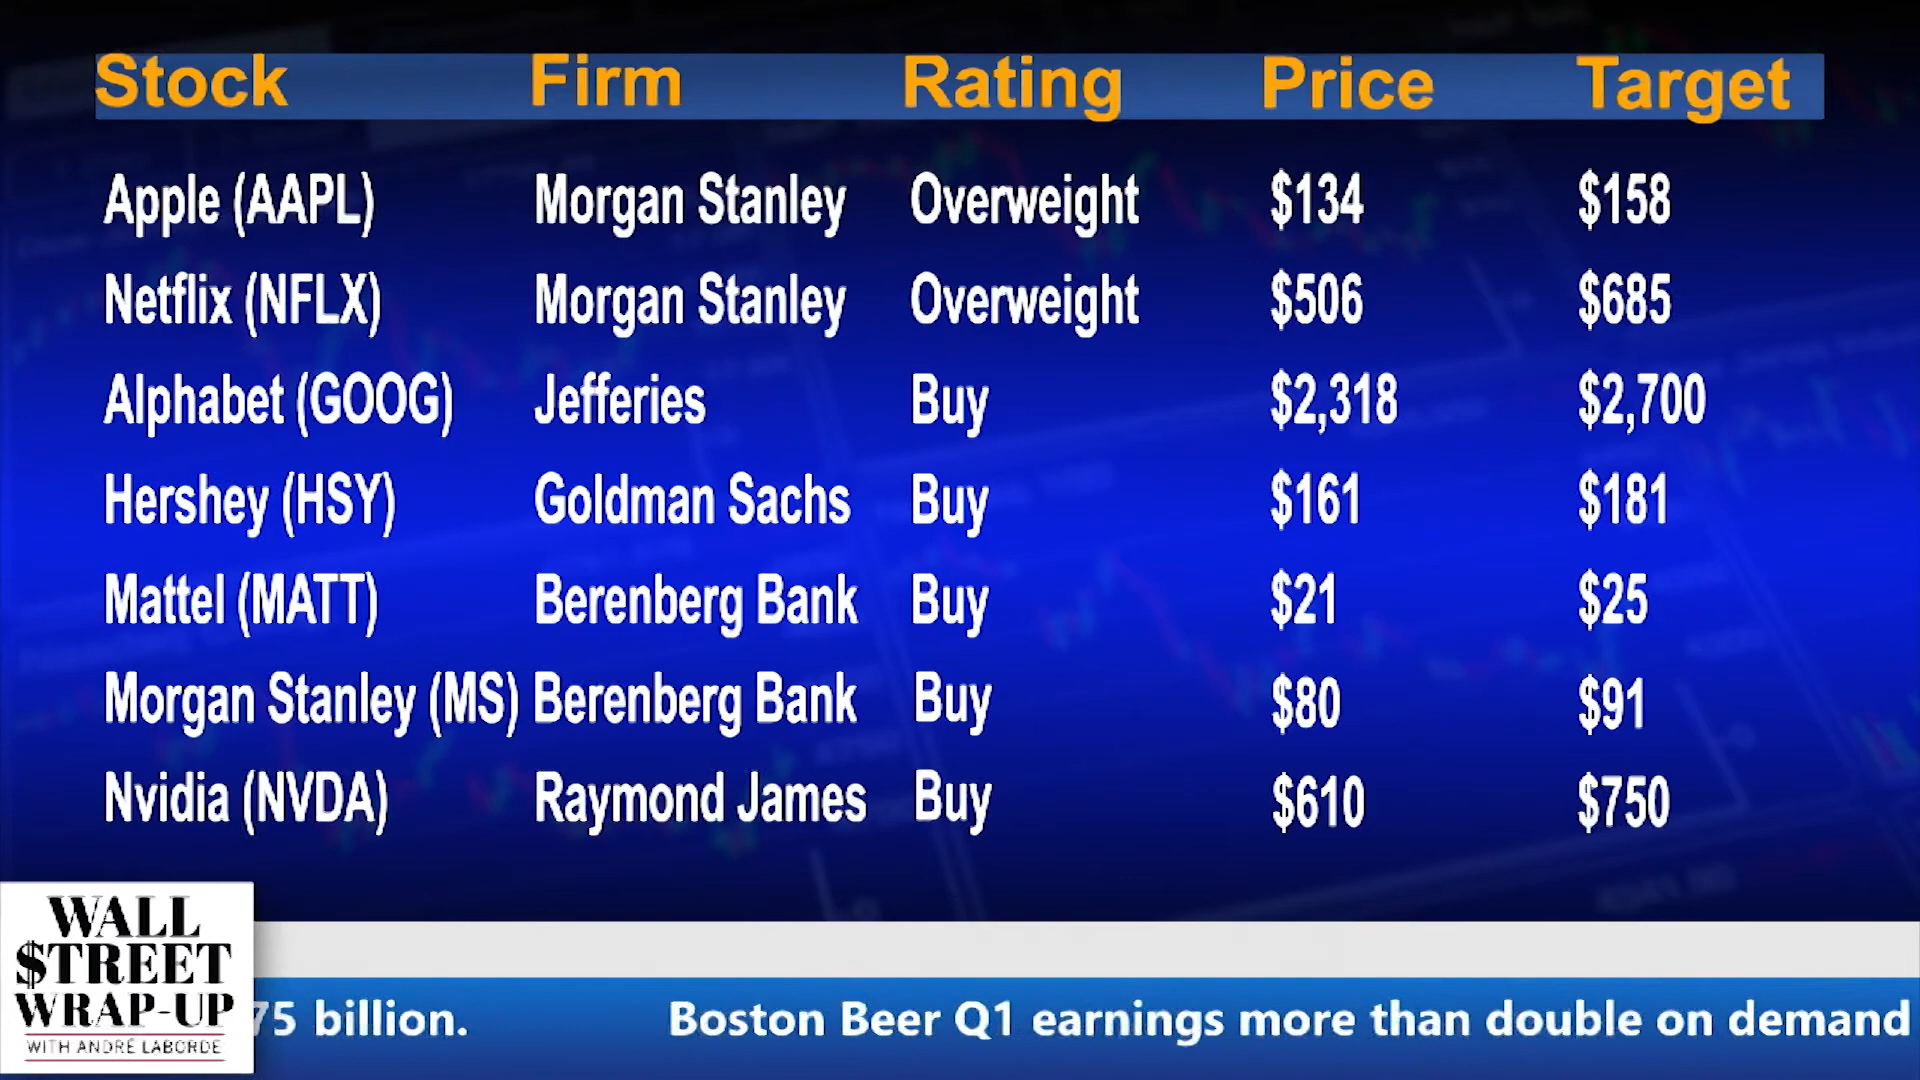 Stock Firm Rating Price Target
Apple (AAPL) Morgan Stanley Overweight $134 $158
Netflix (NFLX) Morgan Stanley Overweight $506 $685
Alphabet (GOOG) Jefferies Buy $2,318 $2,700
Hershey (HSY) Goldman Sachs Buy $161 $181
Mattel (MATT) Berenberg Bank Buy $21 $25
Morgan Stanley (MS) Berenberg Bank Buy $80 $91
Nvidia (NVDA) Raymond James Buy $610 $750
WALL
$TREET
WRAP-UP
WITH ANDRÉ LABORDE
75 billion. Boston Beer Q1 earnings more than double on demand